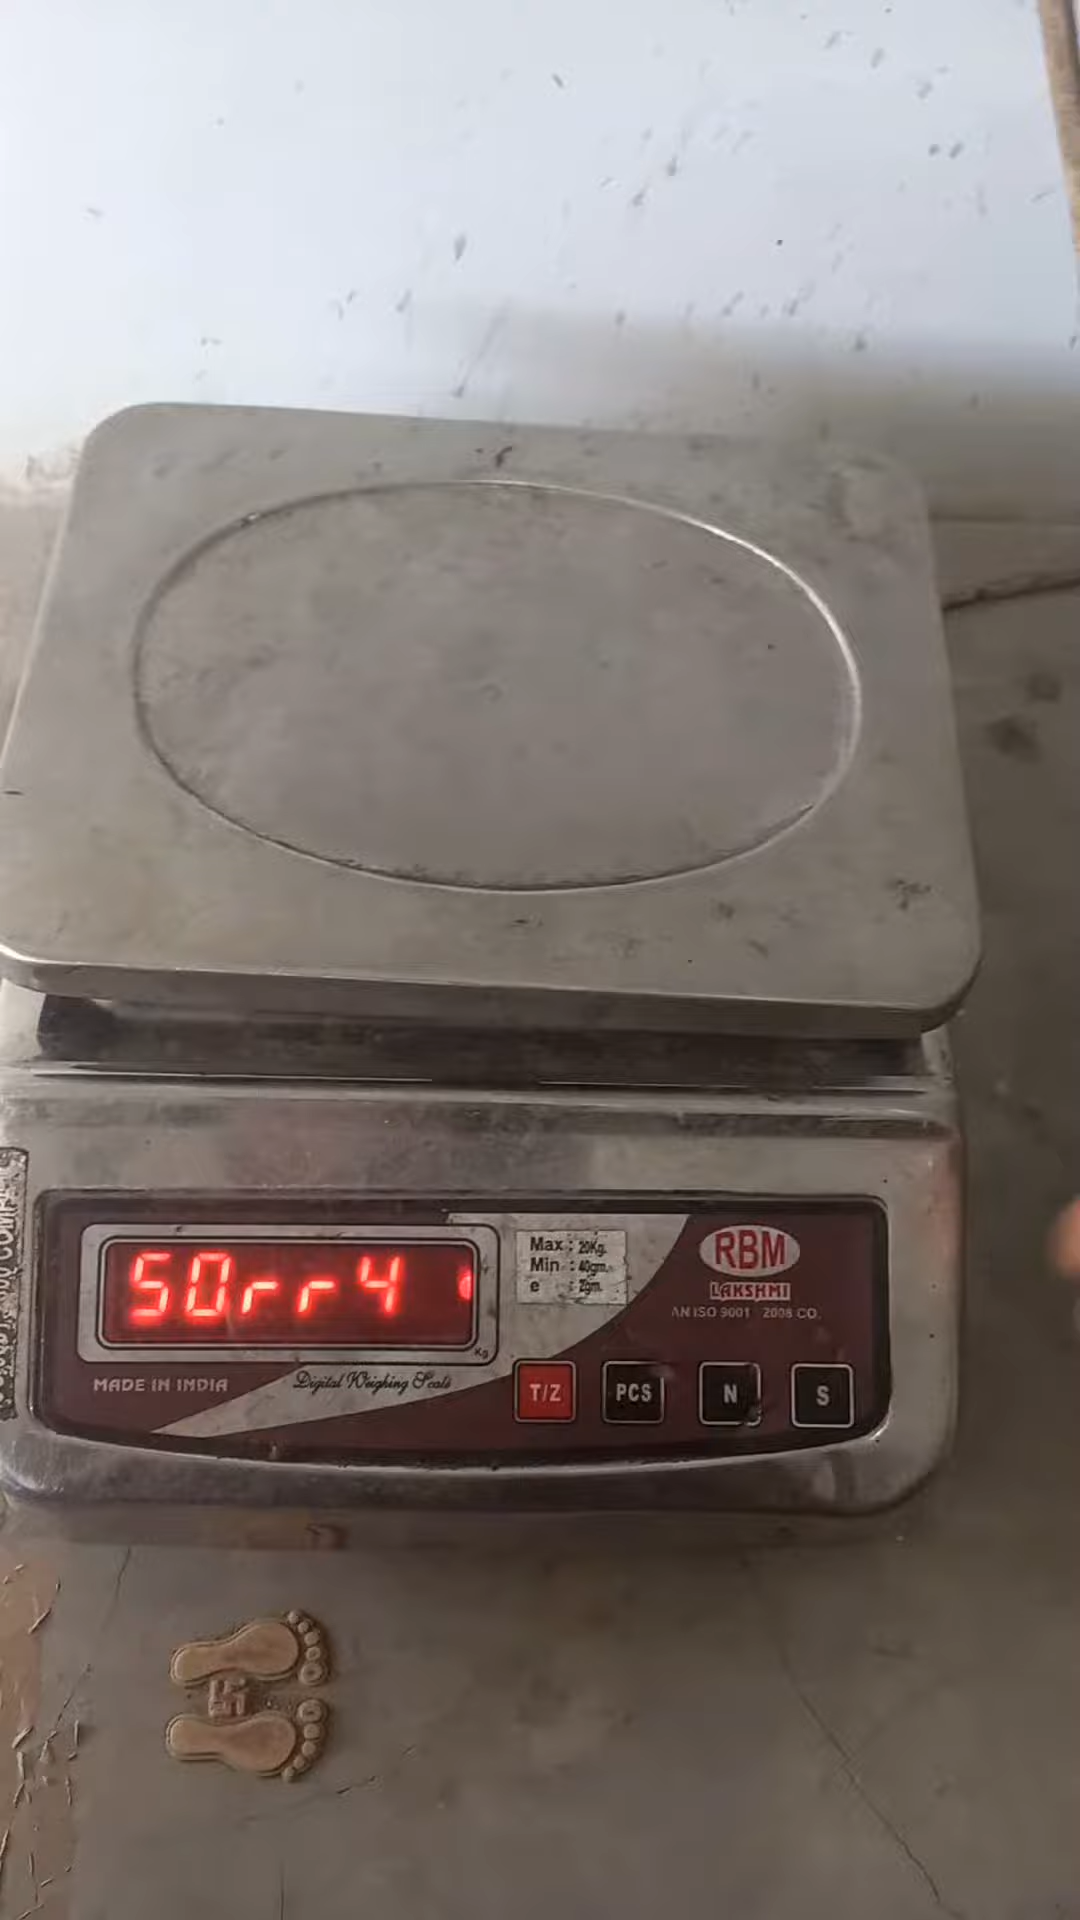 SOrr4
Kg
Max : 20Kg.
Min : 40gm.
e : 2gm.
RBM
LAKSHMI
AN ISO 9001 2008 CO.
MADE IN INDIA
Digital Weighing Scale
T/Z
PCS
N
S